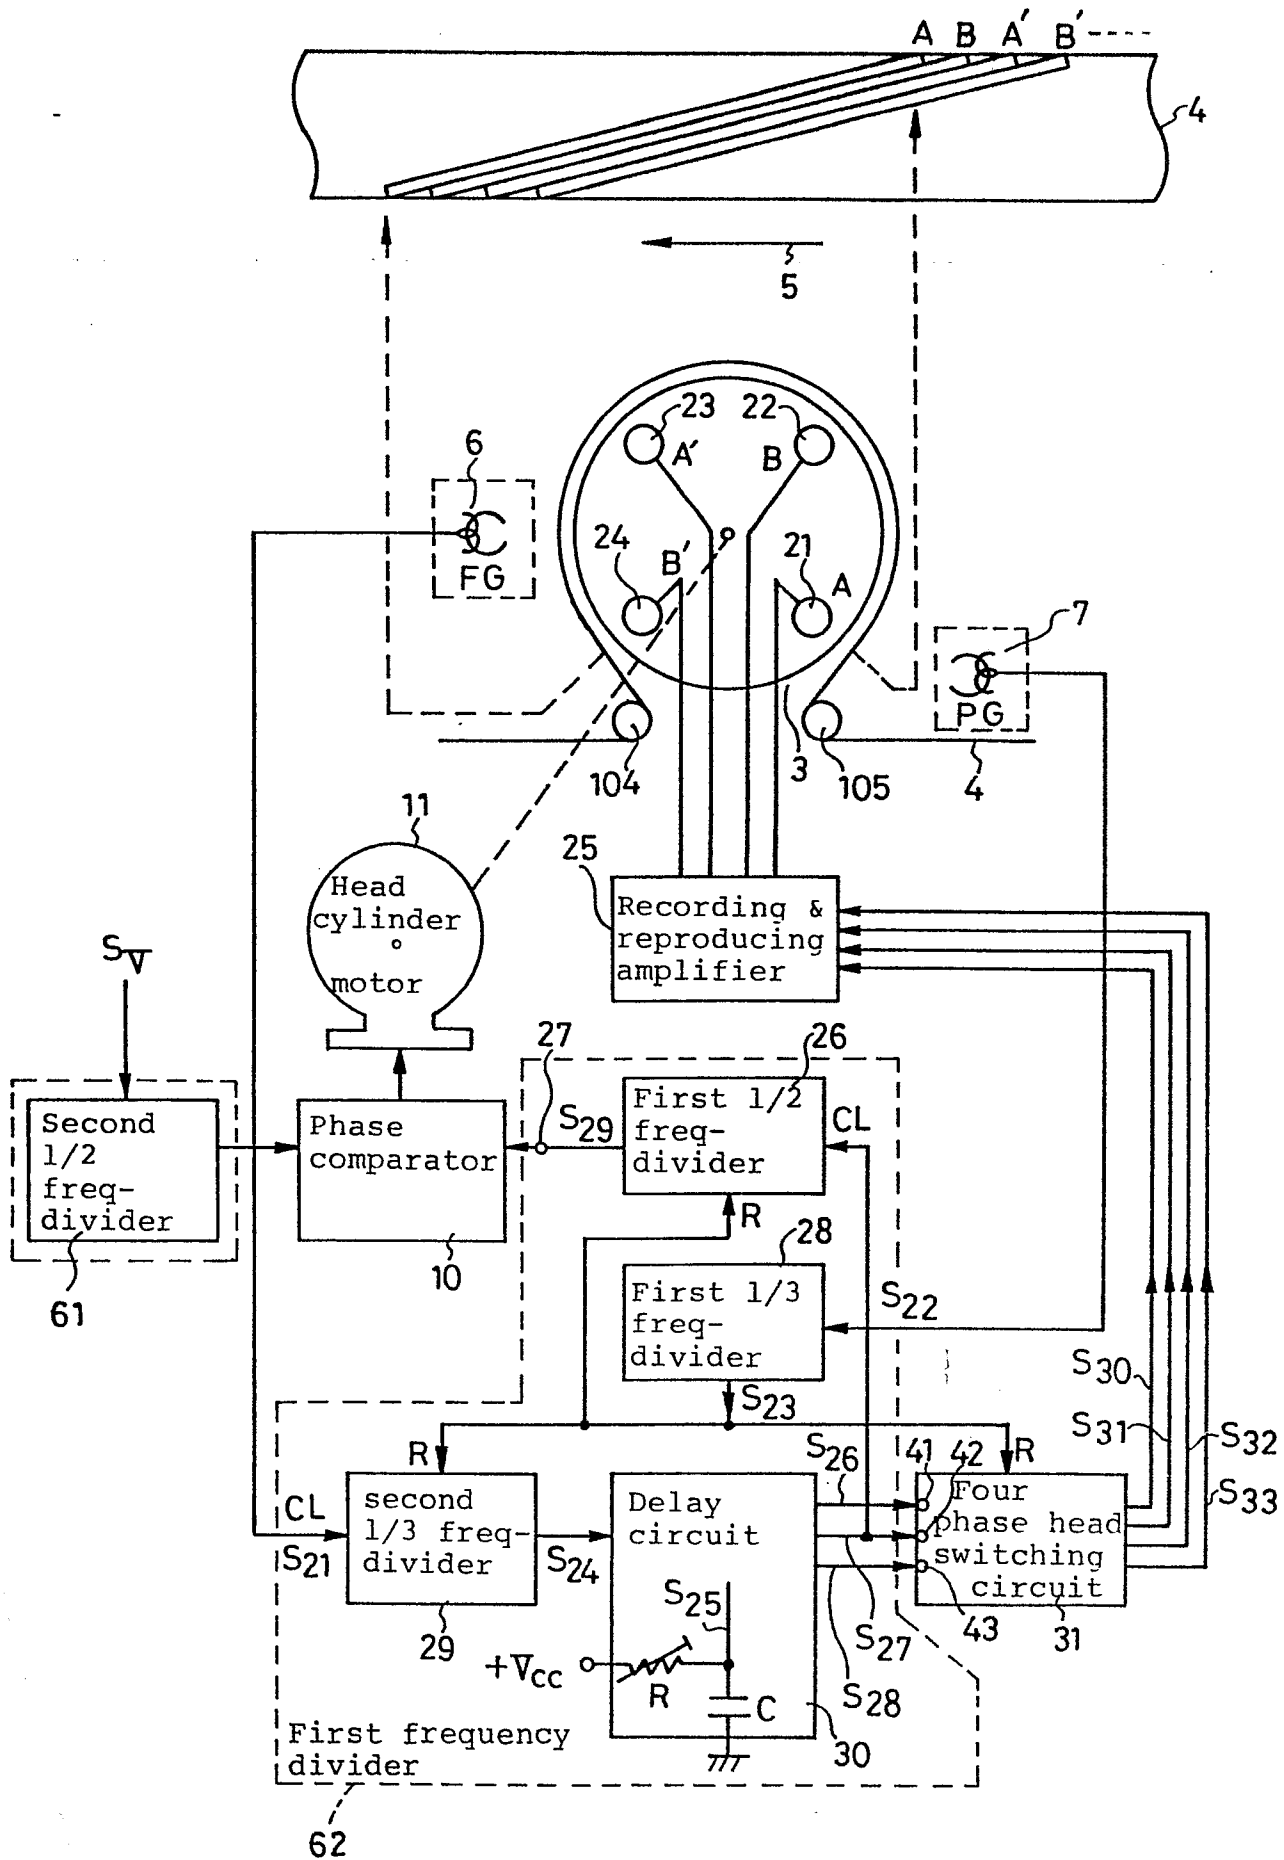 A B A' B'
4
5
23 22
A' B
6
FG
24 21
B' A
7
PG
3
104 105 4
11
Head
cylinder
motor
25
Recording &
reproducing
amplifier
SV
Second
1/2
freq-
divider
61
Phase
comparator
10
27
S29
26
First 1/2
freq-
divider
CL
R
28
First 1/3
freq-
divider
S22
S23
S30
S31
S32
S33
R
CL
S21
second
1/3 freq-
divider
29
S24
Delay
circuit
S25
+VCC
R
C
30
S26
S27
S28
41 42
R
43
Four
phase head
switching
circuit
31
First frequency
divider
62